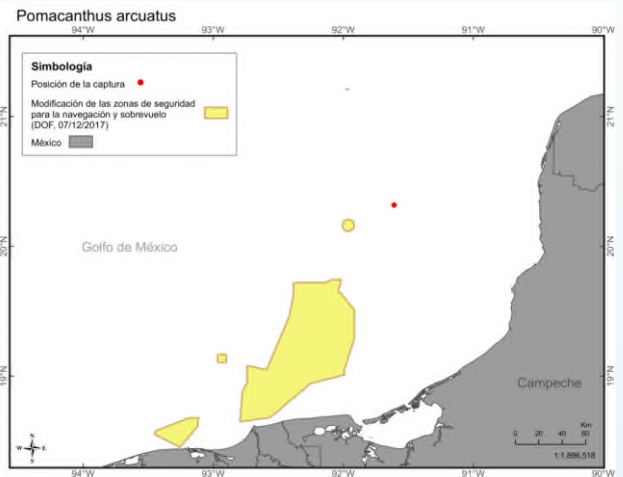 Pomacanthus arcuatus
94°W 93°W 92°W 91°W 90°W
Simbología
Posición de la captura
Modificación de las zonas de seguridad
para la navegación y sobrevuelo
(DOF, 07/12/2017)
México
21°N 21°N
20°N 20°N
Golfo de México
19°N 19°N
Campeche
N
W E
S
Km
0 20 40 60
1:1,896,518
94°W 93°W 92°W 91°W 90°W